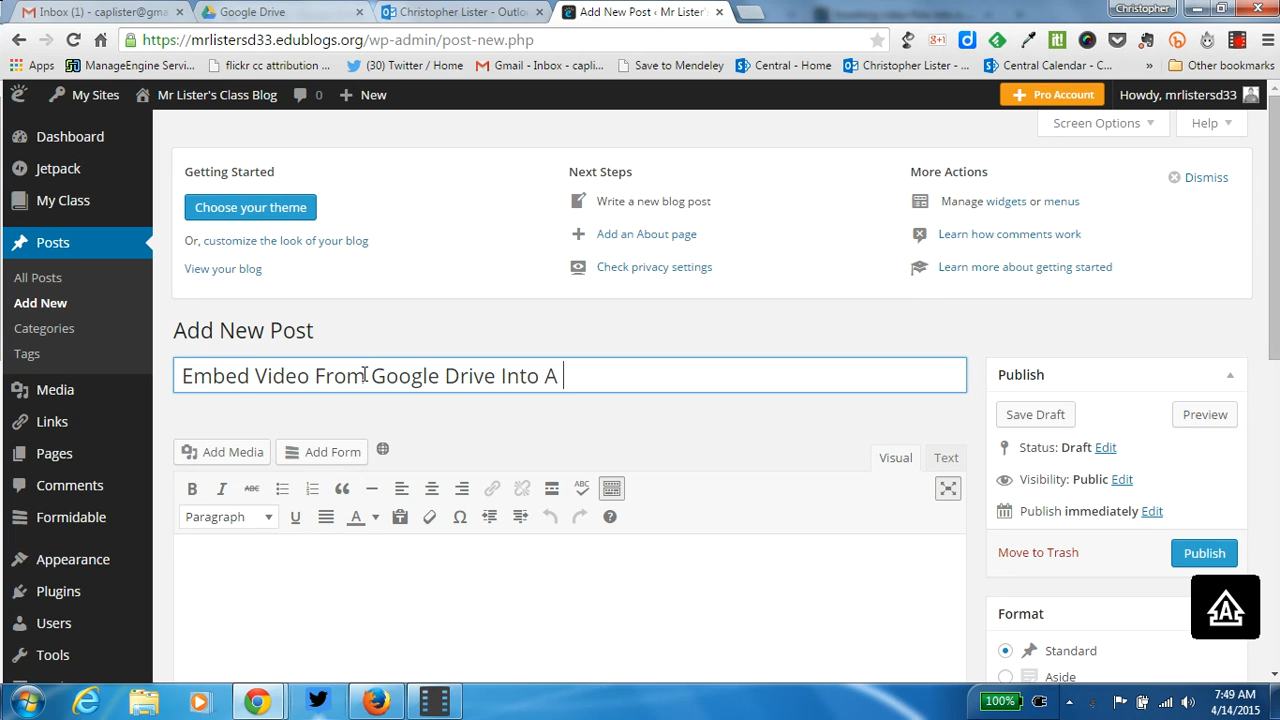 Inbox (1) - caplister@gma
Google Drive
Christopher Lister - Outloo
Add New Post ‹ Mr Lister's
Christopher
https://mrlistersd33.edublogs.org/wp-admin/post-new.php
Apps
ManageEngine Servi...
flickr cc attribution ...
(30) Twitter / Home
Gmail - Inbox - capli...
Save to Mendeley
Central - Home
Christopher Lister - ...
Central Calendar - C...
»
Other bookmarks
My Sites
Mr Lister's Class Blog
0
New
Pro Account
Howdy, mrlistersd33
Dashboard
Jetpack
My Class
Posts
All Posts
Add New
Categories
Tags
Media
Links
Pages
Comments
Formidable
Appearance
Plugins
Users
Tools
Screen Options
Help
Getting Started
Choose your theme
Or, customize the look of your blog
View your blog
Next Steps
Write a new blog post
Add an About page
Check privacy settings
More Actions
Manage widgets or menus
Learn how comments work
Learn more about getting started
Dismiss
Add New Post
Embed Video From Google Drive Into A
Add Media
Add Form
Visual
Text
B I ABC
ABC
Paragraph
U
A
Ω
Publish
Save Draft
Preview
Status: Draft Edit
Visibility: Public Edit
Publish immediately Edit
Move to Trash
Publish
Format
Standard
Aside
A
100%
7:49 AM
4/14/2015